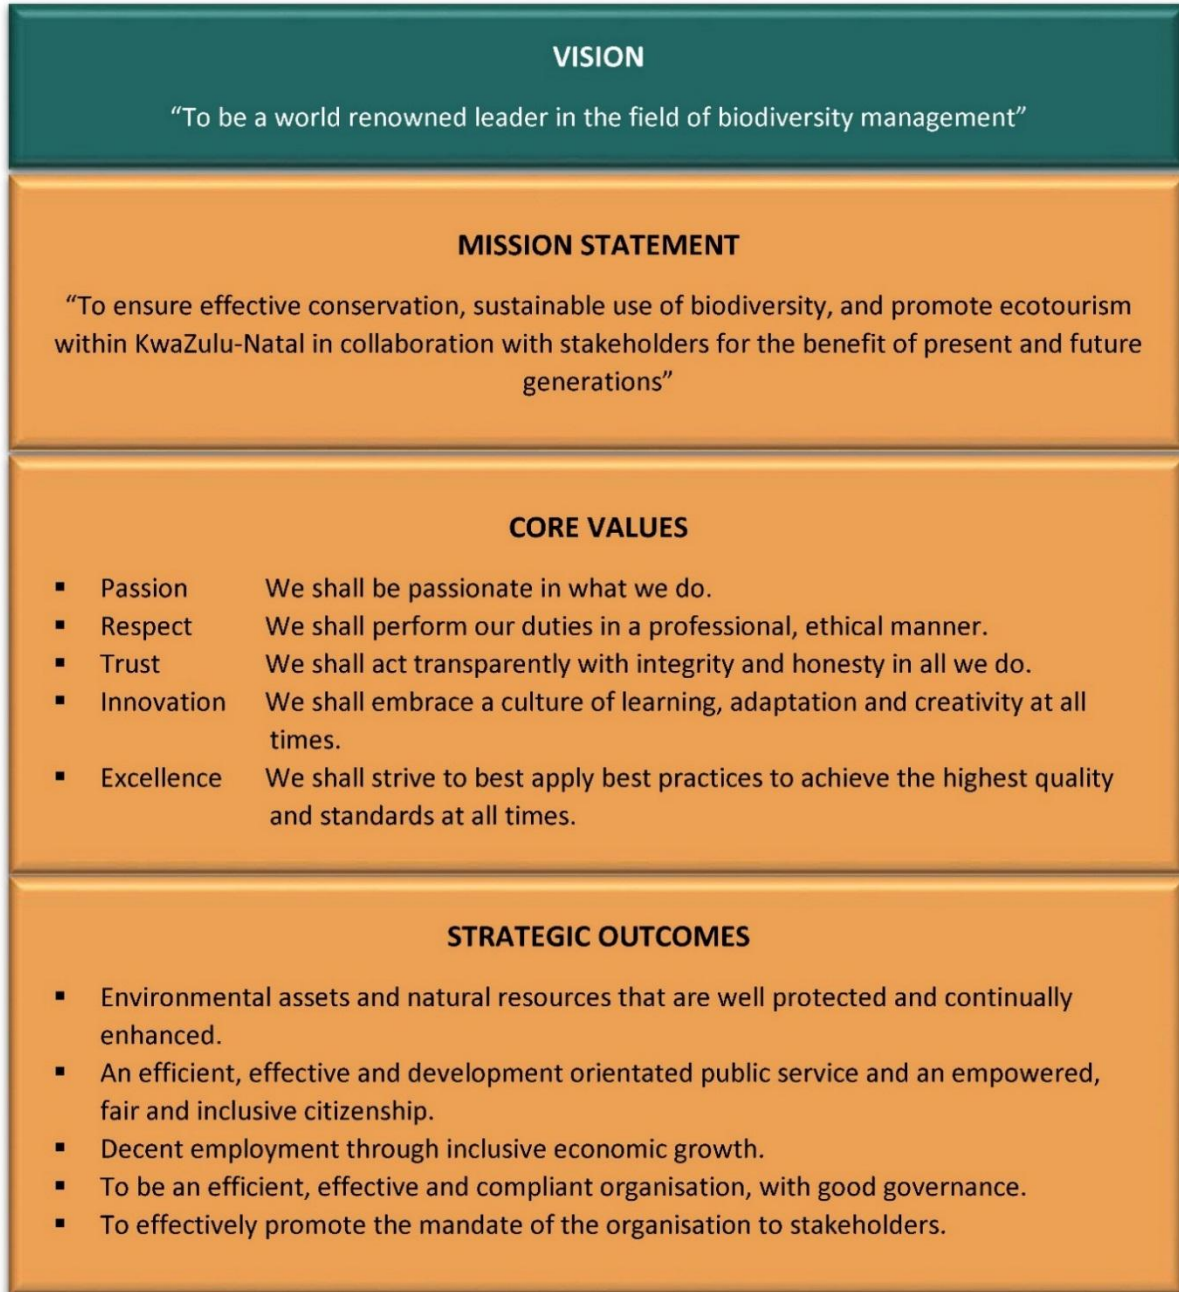 VISION
“To be a world renowned leader in the field of biodiversity management”
MISSION STATEMENT
“To ensure effective conservation, sustainable use of biodiversity, and promote ecotourism
within KwaZulu-Natal in collaboration with stakeholders for the benefit of present and future
generations”
CORE VALUES
▪ Passion We shall be passionate in what we do.
▪ Respect We shall perform our duties in a professional, ethical manner.
▪ Trust We shall act transparently with integrity and honesty in all we do.
▪ Innovation We shall embrace a culture of learning, adaptation and creativity at all
times.
▪ Excellence We shall strive to best apply best practices to achieve the highest quality
and standards at all times.
STRATEGIC OUTCOMES
▪ Environmental assets and natural resources that are well protected and continually
enhanced.
▪ An efficient, effective and development orientated public service and an empowered,
fair and inclusive citizenship.
▪ Decent employment through inclusive economic growth.
▪ To be an efficient, effective and compliant organisation, with good governance.
▪ To effectively promote the mandate of the organisation to stakeholders.